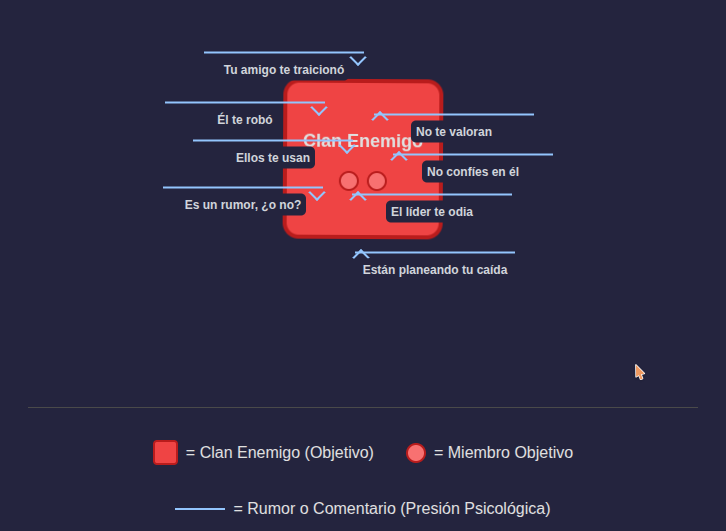 Tu amigo te traicionó
Él te robó
No te valoran
Clan Enemigo
Ellos te usan
No confíes en él
Es un rumor, ¿o no?
El líder te odia
Están planeando tu caída
= Clan Enemigo (Objetivo)
= Miembro Objetivo
= Rumor o Comentario (Presión Psicológica)